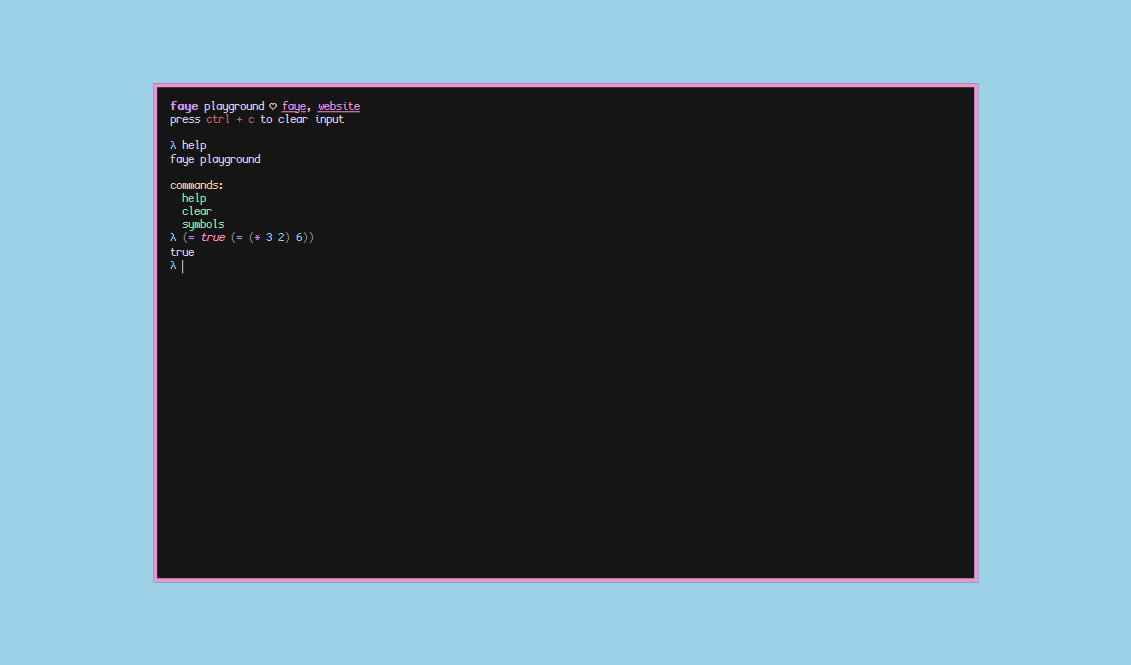 faye playground ♡ faye, website
press ctrl + c to clear input
λ help
faye playground
commands:
help
clear
symbols
λ (= true (= (* 3 2) 6))
true
λ